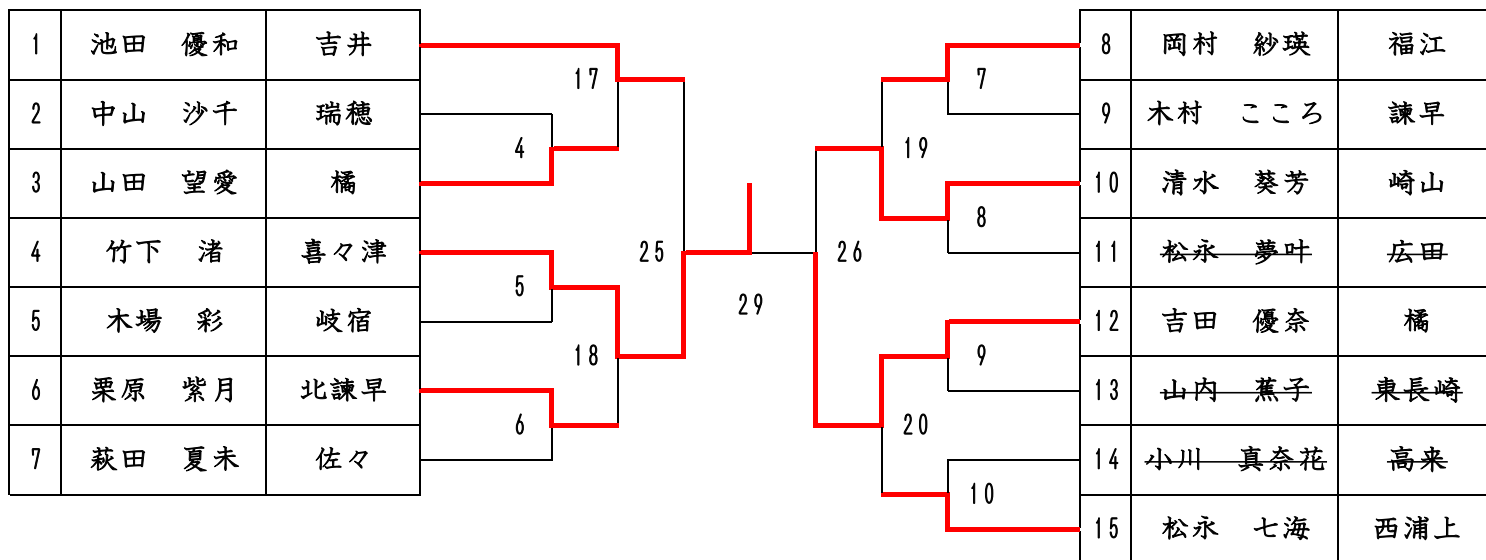 1 池田 優和 吉井
2 中山 沙千 瑞穂
3 山田 望愛 橘
4 竹下 渚 喜々津
5 木場 彩 岐宿
6 栗原 紫月 北諫早
7 萩田 夏未 佐々
17
4
5
18
6
25
29
26
7
19
8
9
20
10
8 岡村 紗瑛 福江
9 木村 こころ 諫早
10 清水 葵芳 崎山
11 松永 夢叶 広田
12 吉田 優奈 橘
13 山内 蕉子 東長崎
14 小川 真奈花 高来
15 松永 七海 西浦上